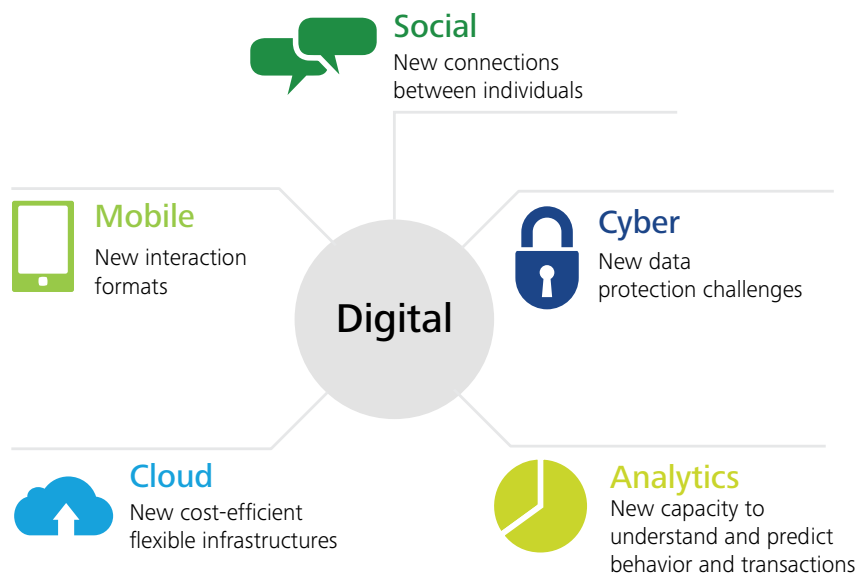 Social
New connections
between individuals
Mobile
New interaction
formats
Cyber
New data
protection challenges
Digital
Cloud
New cost-efficient
flexible infrastructures
Analytics
New capacity to
understand and predict
behavior and transactions